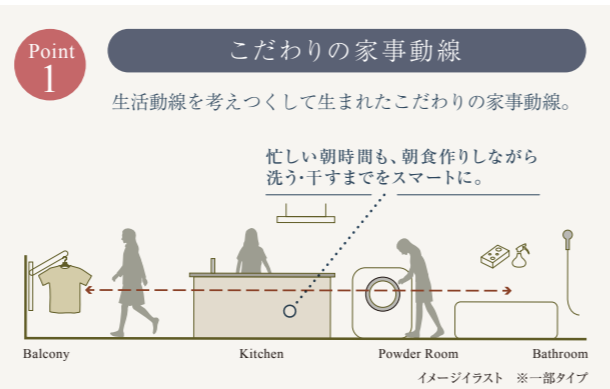 Point
1
こだわりの家事動線
生活動線を考えつくして生まれたこだわりの家事動線。
忙しい朝時間も、朝食作りしながら
洗う・干すまでをスマートに。
Balcony
Kitchen
Powder Room
Bathroom
イメージイラスト ※一部タイプ